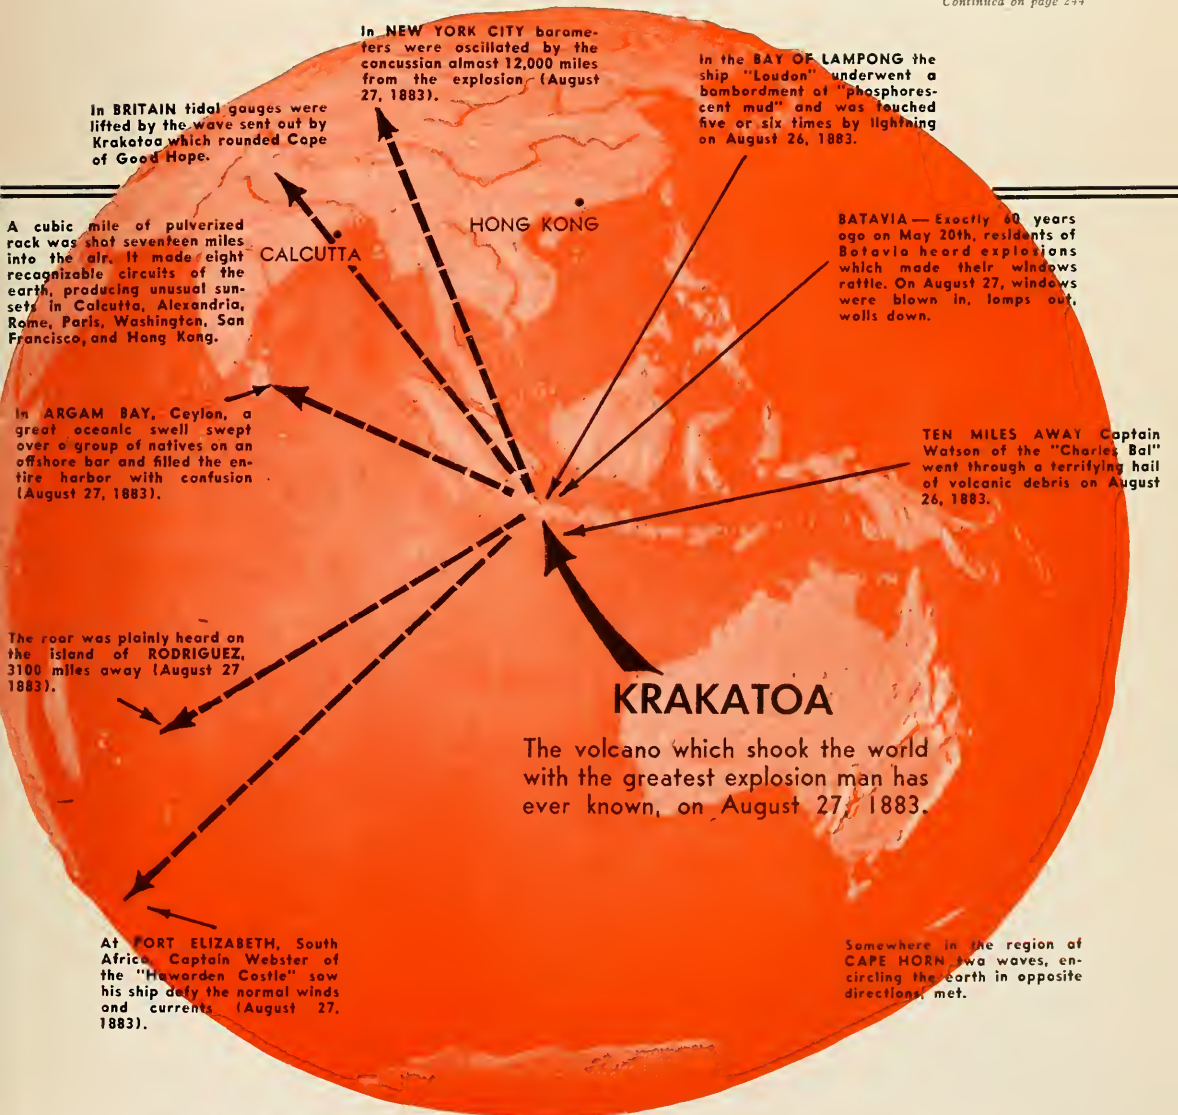 Continued on page 244
In NEW YORK CITY barome-
ters were oscillated by the
concussion almost 12,000 miles
from the explosion (August
27, 1883).
In the BAY OF LAMPONG the
ship "Loudon" underwent a
bombardment of "phosphores-
cent mud" and was touched
five or six times by lightning
on August 26, 1883.
In BRITAIN tidal gauges were
lifted by the wave sent out by
Krakatoa which rounded Cape
of Good Hope.
A cubic mile of pulverized
rock was shot seventeen miles
into the air. It made eight
recognizable circuits of the
earth, producing unusual sun-
sets in Calcutta, Alexandria,
Rome, Paris, Washington, San
Francisco, and Hong Kong.
CALCUTTA
HONG KONG
BATAVIA — Exactly 60 years
ago on May 20th, residents of
Batavia heard explosions
which made their windows
rattle. On August 27, windows
were blown in, lamps out,
walls down.
In ARGAM BAY, Ceylon, a
great oceanic swell swept
over a group of natives on an
offshore bar and filled the en-
tire harbor with confusion
(August 27, 1883).
TEN MILES AWAY Captain
Watson of the "Charles Bal"
went through a terrifying hail
of volcanic debris on August
26, 1883.
The roar was plainly heard on
the island of RODRIGUEZ,
3100 miles away (August 27
1883).
KRAKATOA
The volcano which shook the world
with the greatest explosion man has
ever known, on August 27, 1883.
At PORT ELIZABETH, South
Africa, Captain Webster of
the "Hawarden Castle" saw
his ship defy the normal winds
and currents (August 27,
1883).
Somewhere in the region of
CAPE HORN two waves, en-
circling the earth in opposite
directions, met.